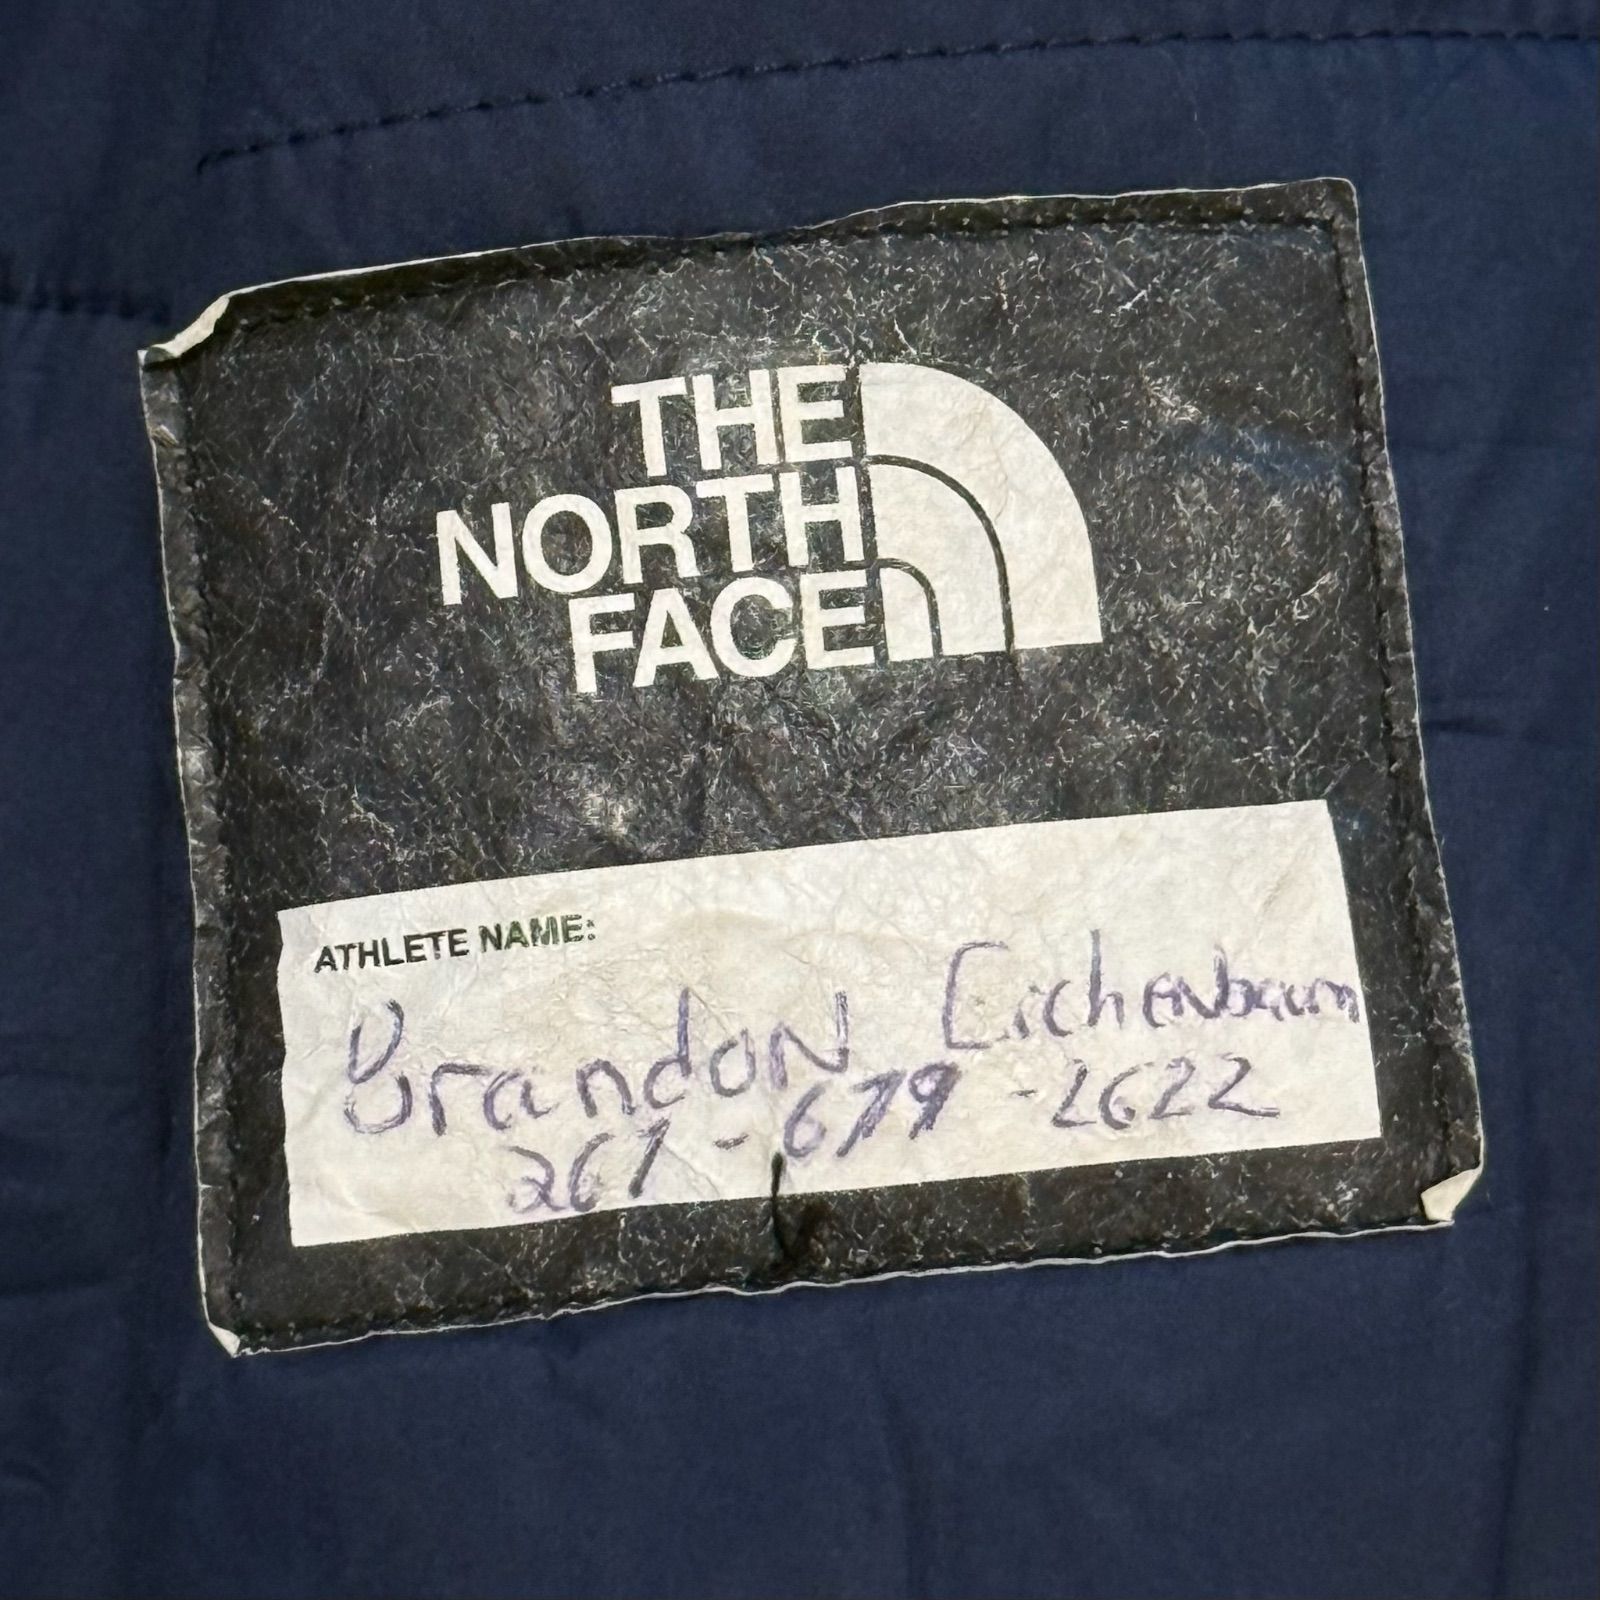 THE
NORTH
FACE
ATHLETE NAME:
Brandon Eichenbaum
267-679-2622